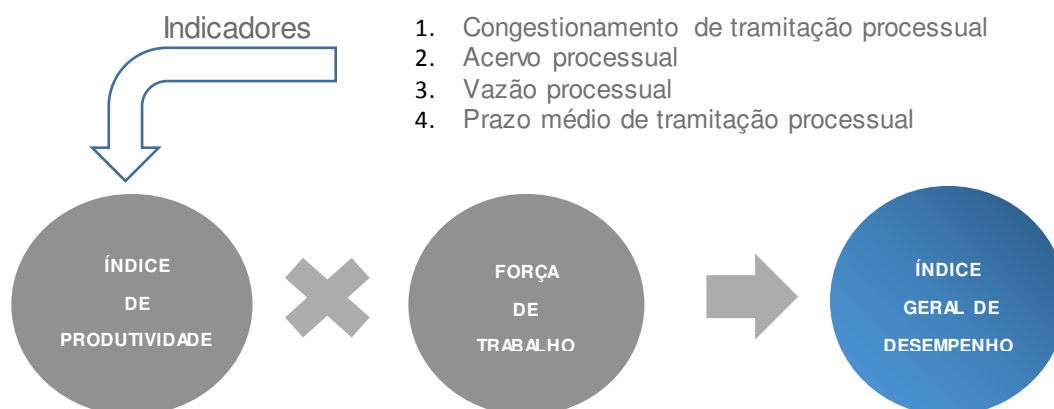 Indicadores
1. Congestionamento de tramitação processual
2. Acervo processual
3. Vazão processual
4. Prazo médio de tramitação processual
ÍNDICE
DE
PRODUTIVIDADE
FORÇA
DE
TRABALHO
ÍNDICE
GERAL DE
DESEMPENHO